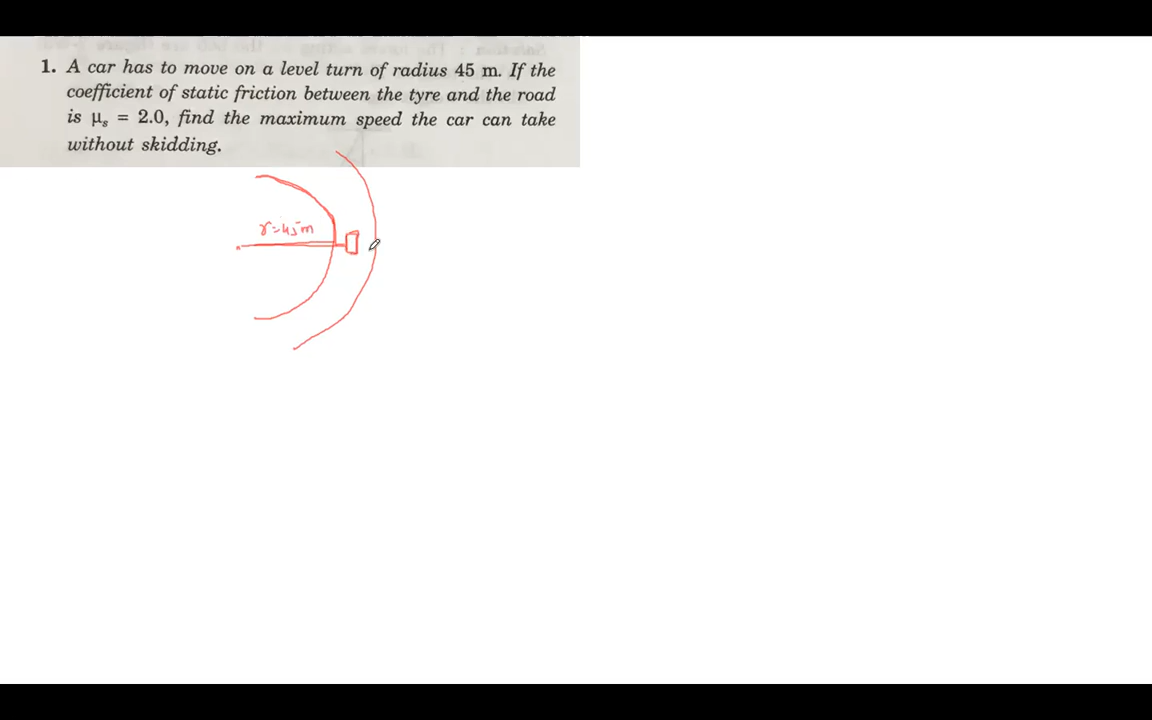 1. A car has to move on a level turn of radius 45 m. If the
coefficient of static friction between the tyre and the road
is μₛ = 2.0, find the maximum speed the car can take
without skidding.
r=45m